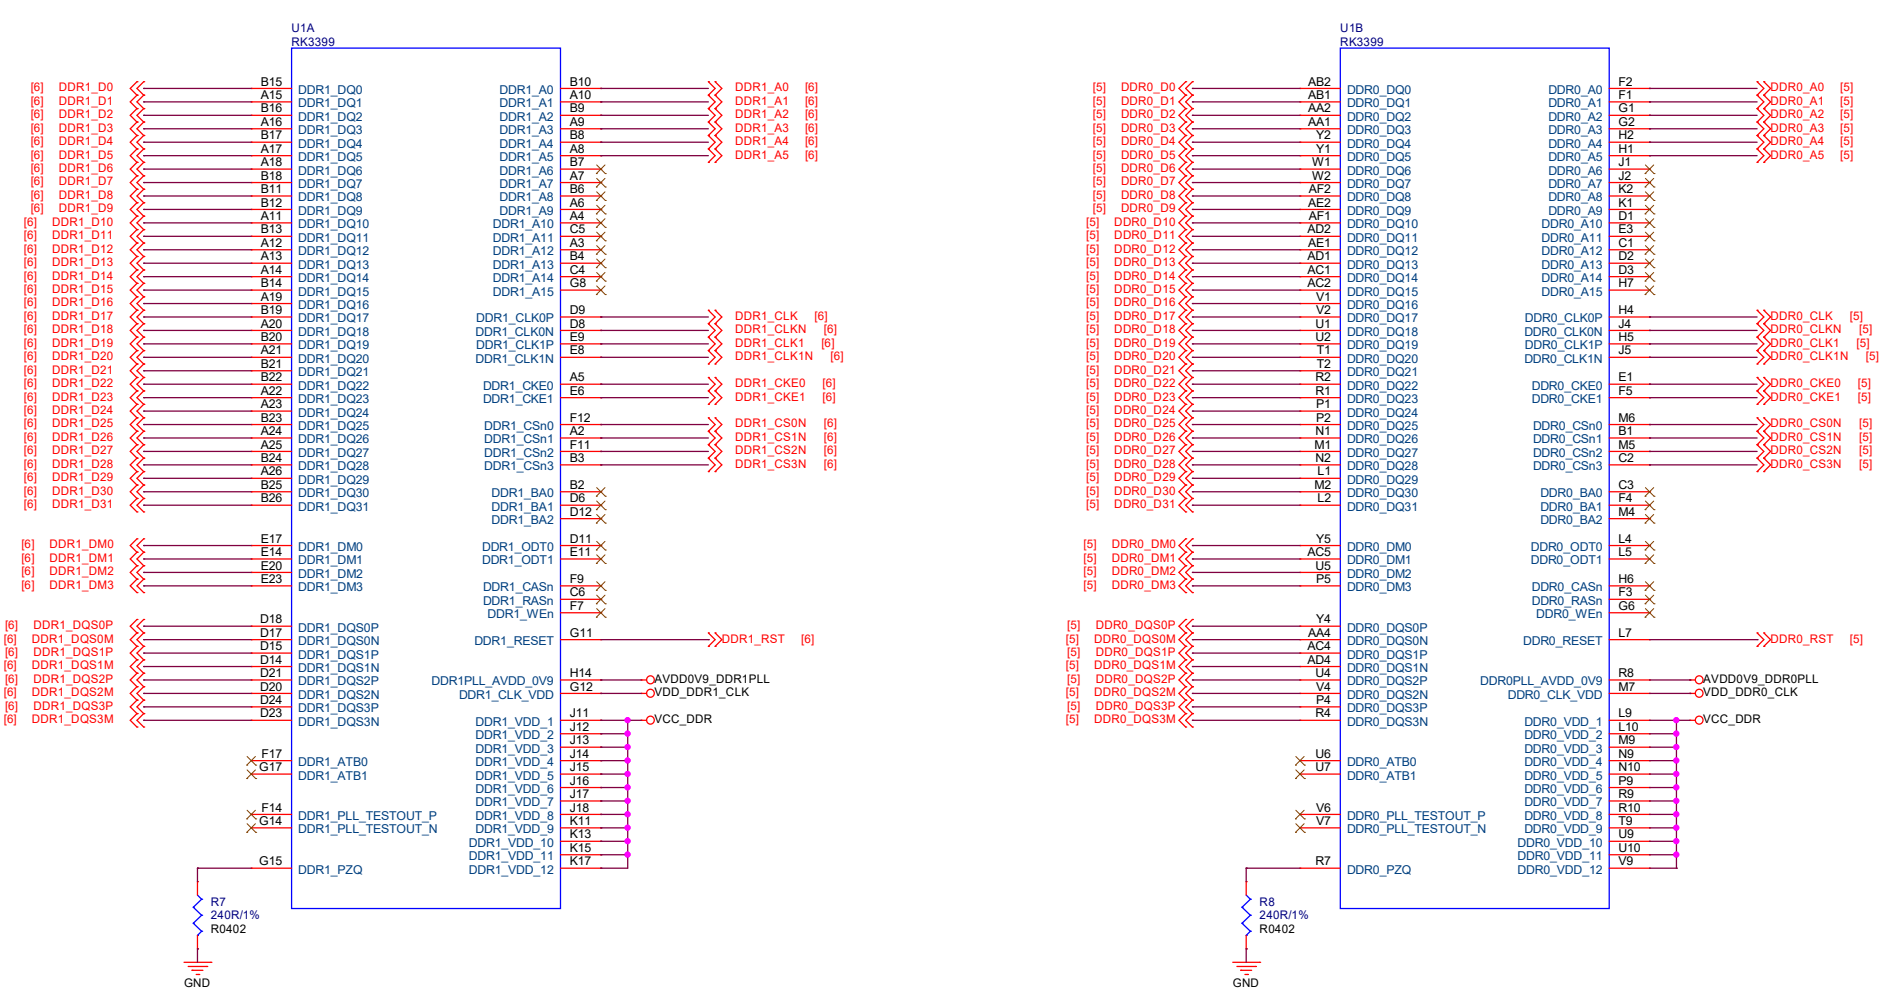 U1A
RK3399
[6] DDR1_D0 B15 DDR1_DQ0 DDR1_A0 B10 DDR1_A0 [6]
[6] DDR1_D1 A15 DDR1_DQ1 DDR1_A1 A10 DDR1_A1 [6]
[6] DDR1_D2 B16 DDR1_DQ2 DDR1_A2 B9 DDR1_A2 [6]
[6] DDR1_D3 A16 DDR1_DQ3 DDR1_A3 A9 DDR1_A3 [6]
[6] DDR1_D4 B17 DDR1_DQ4 DDR1_A4 B8 DDR1_A4 [6]
[6] DDR1_D5 A17 DDR1_DQ5 DDR1_A5 A8 DDR1_A5 [6]
[6] DDR1_D6 A18 DDR1_DQ6 DDR1_A6 B7
[6] DDR1_D7 B18 DDR1_DQ7 DDR1_A7 A7
[6] DDR1_D8 B11 DDR1_DQ8 DDR1_A8 B6
[6] DDR1_D9 B12 DDR1_DQ9 DDR1_A9 A6
[6] DDR1_D10 A11 DDR1_DQ10 DDR1_A10 A4
[6] DDR1_D11 B13 DDR1_DQ11 DDR1_A11 C5
[6] DDR1_D12 A12 DDR1_DQ12 DDR1_A12 A3
[6] DDR1_D13 A13 DDR1_DQ13 DDR1_A13 B4
[6] DDR1_D14 A14 DDR1_DQ14 DDR1_A14 C4
[6] DDR1_D15 B14 DDR1_DQ15 DDR1_A15 G8
[6] DDR1_D16 A19 DDR1_DQ16
[6] DDR1_D17 B19 DDR1_DQ17 DDR1_CLK0P D9 DDR1_CLK [6]
[6] DDR1_D18 A20 DDR1_DQ18 DDR1_CLK0N D8 DDR1_CLKN [6]
[6] DDR1_D19 B20 DDR1_DQ19 DDR1_CLK1P E9 DDR1_CLK1 [6]
[6] DDR1_D20 A21 DDR1_DQ20 DDR1_CLK1N E8 DDR1_CLK1N [6]
[6] DDR1_D21 B21 DDR1_DQ21
[6] DDR1_D22 B22 DDR1_DQ22 DDR1_CKE0 A5 DDR1_CKE0 [6]
[6] DDR1_D23 A22 DDR1_DQ23 DDR1_CKE1 E6 DDR1_CKE1 [6]
[6] DDR1_D24 A23 DDR1_DQ24
[6] DDR1_D25 B23 DDR1_DQ25 DDR1_CSn0 F12 DDR1_CS0N [6]
[6] DDR1_D26 A24 DDR1_DQ26 DDR1_CSn1 A2 DDR1_CS1N [6]
[6] DDR1_D27 A25 DDR1_DQ27 DDR1_CSn2 F11 DDR1_CS2N [6]
[6] DDR1_D28 B24 DDR1_DQ28 DDR1_CSn3 B3 DDR1_CS3N [6]
[6] DDR1_D29 A26 DDR1_DQ29
[6] DDR1_D30 B25 DDR1_DQ30 DDR1_BA0 B2
[6] DDR1_D31 B26 DDR1_DQ31 DDR1_BA1 D6
DDR1_BA2 D12
[6] DDR1_DM0 E17 DDR1_DM0 DDR1_ODT0 D11
[6] DDR1_DM1 E14 DDR1_DM1 DDR1_ODT1 E11
[6] DDR1_DM2 E20 DDR1_DM2
[6] DDR1_DM3 E23 DDR1_DM3 DDR1_CASn F9
DDR1_RASn C6
DDR1_WEn F7
[6] DDR1_DQS0P D18 DDR1_DQS0P
[6] DDR1_DQS0M D17 DDR1_DQS0N DDR1_RESET G11 DDR1_RST [6]
[6] DDR1_DQS1P D15 DDR1_DQS1P
[6] DDR1_DQS1M D14 DDR1_DQS1N
[6] DDR1_DQS2P D21 DDR1_DQS2P DDR1PLL_AVDD_0V9 H14 AVDD0V9_DDR1PLL
[6] DDR1_DQS2M D20 DDR1_DQS2N DDR1_CLK_VDD G12 VDD_DDR1_CLK
[6] DDR1_DQS3P D24 DDR1_DQS3P
[6] DDR1_DQS3M D23 DDR1_DQS3N DDR1_VDD_1 J11 VCC_DDR
DDR1_VDD_2 J12
DDR1_VDD_3 J13
F17 DDR1_ATB0 DDR1_VDD_4 J14
G17 DDR1_ATB1 DDR1_VDD_5 J15
DDR1_VDD_6 J16
DDR1_VDD_7 J17
F14 DDR1_PLL_TESTOUT_P DDR1_VDD_8 J18
G14 DDR1_PLL_TESTOUT_N DDR1_VDD_9 K11
DDR1_VDD_10 K13
DDR1_VDD_11 K15
G15 DDR1_PZQ DDR1_VDD_12 K17
R7
240R/1%
R0402
GND
U1B
RK3399
[5] DDR0_D0 AB2 DDR0_DQ0 DDR0_A0 F2 DDR0_A0 [5]
[5] DDR0_D1 AB1 DDR0_DQ1 DDR0_A1 F1 DDR0_A1 [5]
[5] DDR0_D2 AA2 DDR0_DQ2 DDR0_A2 G1 DDR0_A2 [5]
[5] DDR0_D3 AA1 DDR0_DQ3 DDR0_A3 G2 DDR0_A3 [5]
[5] DDR0_D4 Y2 DDR0_DQ4 DDR0_A4 H2 DDR0_A4 [5]
[5] DDR0_D5 Y1 DDR0_DQ5 DDR0_A5 H1 DDR0_A5 [5]
[5] DDR0_D6 W1 DDR0_DQ6 DDR0_A6 J1
[5] DDR0_D7 W2 DDR0_DQ7 DDR0_A7 J2
[5] DDR0_D8 AF2 DDR0_DQ8 DDR0_A8 K2
[5] DDR0_D9 AE2 DDR0_DQ9 DDR0_A9 K1
[5] DDR0_D10 AF1 DDR0_DQ10 DDR0_A10 D1
[5] DDR0_D11 AD2 DDR0_DQ11 DDR0_A11 E3
[5] DDR0_D12 AE1 DDR0_DQ12 DDR0_A12 C1
[5] DDR0_D13 AD1 DDR0_DQ13 DDR0_A13 D2
[5] DDR0_D14 AC1 DDR0_DQ14 DDR0_A14 D3
[5] DDR0_D15 AC2 DDR0_DQ15 DDR0_A15 H7
[5] DDR0_D16 V1 DDR0_DQ16
[5] DDR0_D17 V2 DDR0_DQ17 DDR0_CLK0P H4 DDR0_CLK [5]
[5] DDR0_D18 U1 DDR0_DQ18 DDR0_CLK0N J4 DDR0_CLKN [5]
[5] DDR0_D19 U2 DDR0_DQ19 DDR0_CLK1P H5 DDR0_CLK1 [5]
[5] DDR0_D20 T1 DDR0_DQ20 DDR0_CLK1N J5 DDR0_CLK1N [5]
[5] DDR0_D21 T2 DDR0_DQ21
[5] DDR0_D22 R2 DDR0_DQ22 DDR0_CKE0 E1 DDR0_CKE0 [5]
[5] DDR0_D23 R1 DDR0_DQ23 DDR0_CKE1 F5 DDR0_CKE1 [5]
[5] DDR0_D24 P1 DDR0_DQ24
[5] DDR0_D25 P2 DDR0_DQ25 DDR0_CSn0 M6 DDR0_CS0N [5]
[5] DDR0_D26 N1 DDR0_DQ26 DDR0_CSn1 B1 DDR0_CS1N [5]
[5] DDR0_D27 M1 DDR0_DQ27 DDR0_CSn2 M5 DDR0_CS2N [5]
[5] DDR0_D28 N2 DDR0_DQ28 DDR0_CSn3 C2 DDR0_CS3N [5]
[5] DDR0_D29 L1 DDR0_DQ29
[5] DDR0_D30 M2 DDR0_DQ30 DDR0_BA0 C3
[5] DDR0_D31 L2 DDR0_DQ31 DDR0_BA1 F4
DDR0_BA2 M4
[5] DDR0_DM0 Y5 DDR0_DM0 DDR0_ODT0 L4
[5] DDR0_DM1 AC5 DDR0_DM1 DDR0_ODT1 L5
[5] DDR0_DM2 U5 DDR0_DM2
[5] DDR0_DM3 P5 DDR0_DM3 DDR0_CASn H6
DDR0_RASn F3
DDR0_WEn G6
[5] DDR0_DQS0P Y4 DDR0_DQS0P
[5] DDR0_DQS0M AA4 DDR0_DQS0N DDR0_RESET L7 DDR0_RST [5]
[5] DDR0_DQS1P AC4 DDR0_DQS1P
[5] DDR0_DQS1M AD4 DDR0_DQS1N
[5] DDR0_DQS2P U4 DDR0_DQS2P DDR0PLL_AVDD_0V9 R8 AVDD0V9_DDR0PLL
[5] DDR0_DQS2M V4 DDR0_DQS2N DDR0_CLK_VDD M7 VDD_DDR0_CLK
[5] DDR0_DQS3P P4 DDR0_DQS3P
[5] DDR0_DQS3M R4 DDR0_DQS3N DDR0_VDD_1 L9 VCC_DDR
DDR0_VDD_2 L10
DDR0_VDD_3 M9
U6 DDR0_ATB0 DDR0_VDD_4 N9
U7 DDR0_ATB1 DDR0_VDD_5 N10
DDR0_VDD_6 P9
DDR0_VDD_7 R9
V6 DDR0_PLL_TESTOUT_P DDR0_VDD_8 R10
V7 DDR0_PLL_TESTOUT_N DDR0_VDD_9 T9
DDR0_VDD_10 U9
DDR0_VDD_11 U10
R7 DDR0_PZQ DDR0_VDD_12 V9
R8
240R/1%
R0402
GND